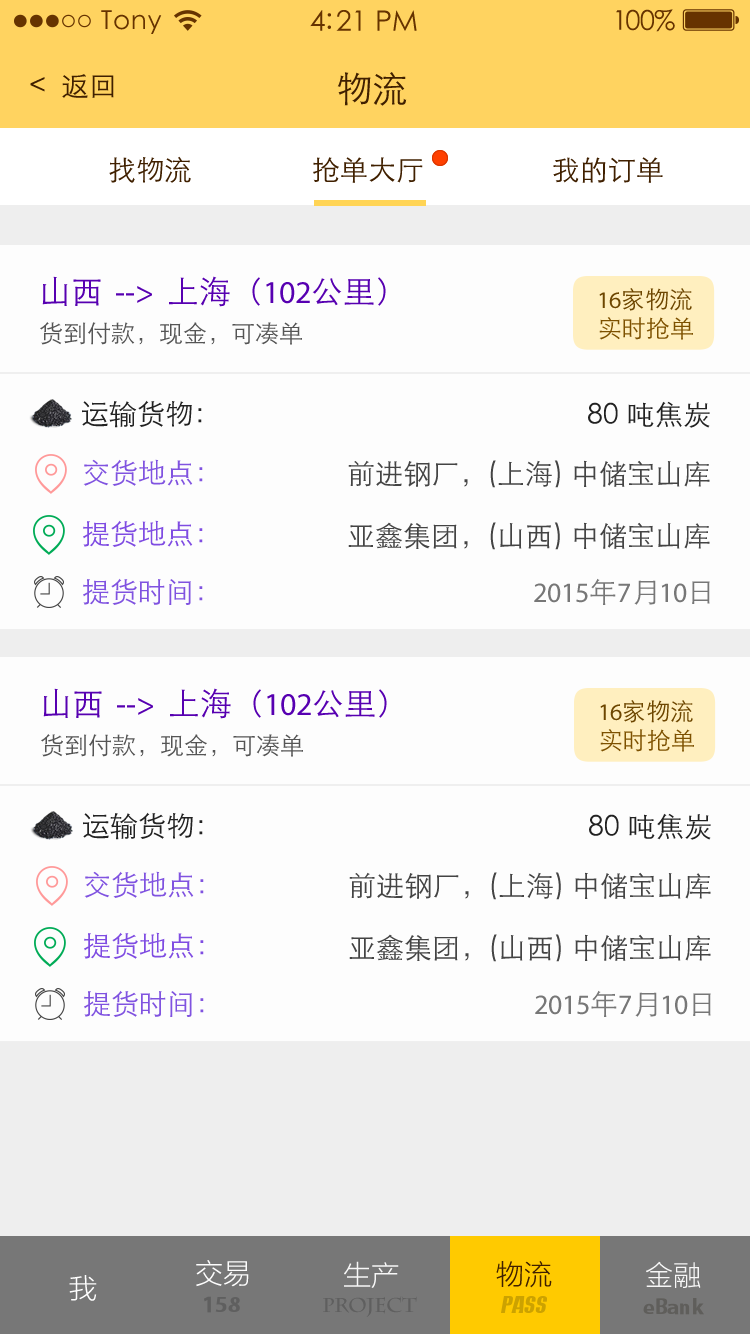 Tony 4:21 PM 100%
< 返回 物流
找物流 抢单大厅 我的订单
山西 --> 上海（102公里）
货到付款，现金，可凑单
16家物流
实时抢单
运输货物： 80 吨焦炭
交货地点： 前进钢厂，(上海) 中储宝山库
提货地点： 亚鑫集团，(山西) 中储宝山库
提货时间： 2015年7月10日
山西 --> 上海（102公里）
货到付款，现金，可凑单
16家物流
实时抢单
运输货物： 80 吨焦炭
交货地点： 前进钢厂，(上海) 中储宝山库
提货地点： 亚鑫集团，(山西) 中储宝山库
提货时间： 2015年7月10日
我 交易 生产 物流 金融
158 PROJECT PASS eBank